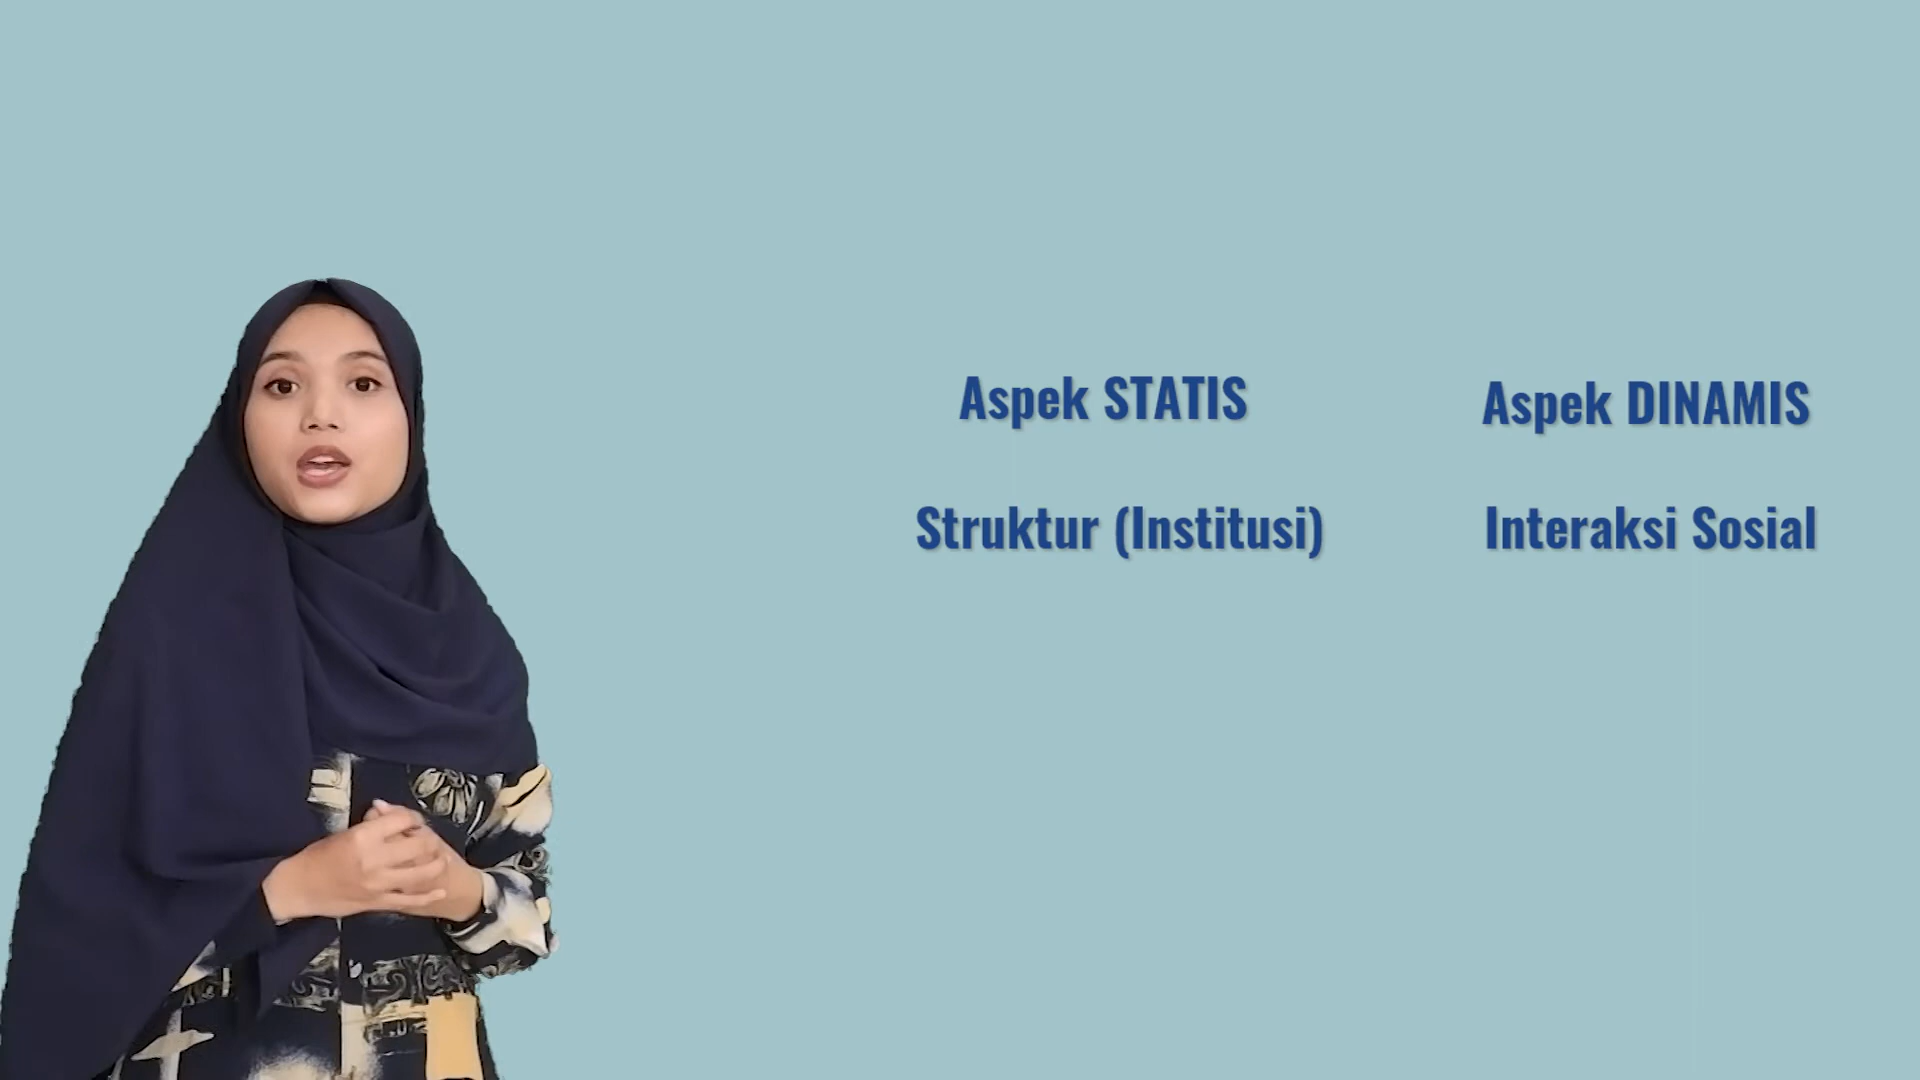 Aspek STATIS
Struktur (Institusi)
Aspek DINAMIS
Interaksi Sosial